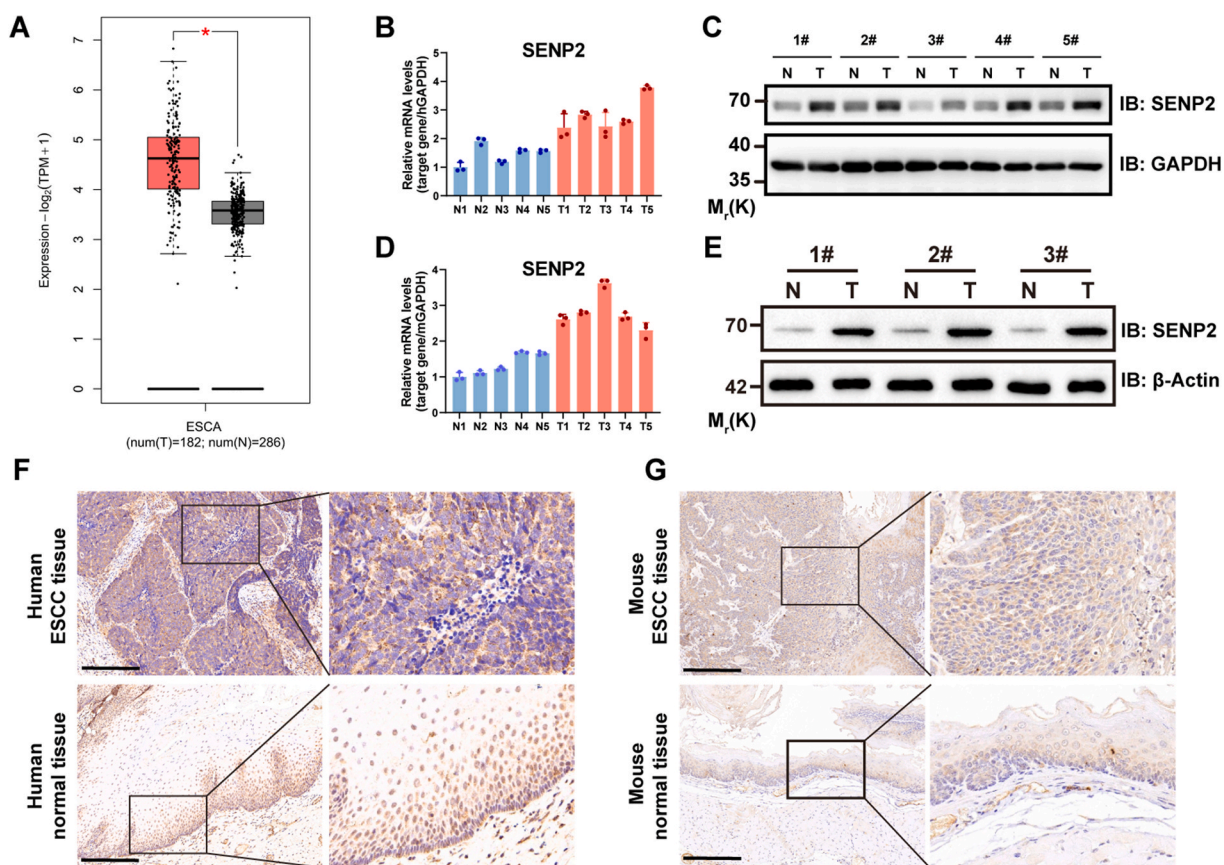 A
Expression − log₂(TPM + 1)
7
6
5
4
3
2
1
0
*
ESCA
(num(T)=182; num(N)=286)
B
SENP2
Relative mRNA levels
(target gene/hGAPDH)
5
4
3
2
1
0
N1 N2 N3 N4 N5 T1 T2 T3 T4 T5
C
1# 2# 3# 4# 5#
N T N T N T N T N T
70
IB: SENP2
40
35
IB: GAPDH
Mᵣ(K)
D
SENP2
Relative mRNA levels
(target gene/mGAPDH)
4
3
2
1
0
N1 N2 N3 N4 N5 T1 T2 T3 T4 T5
E
1# 2# 3#
N T N T N T
70
IB: SENP2
42
IB: β-Actin
Mᵣ(K)
F
Human
ESCC tissue
Human
normal tissue
G
Mouse
ESCC tissue
Mouse
normal tissue